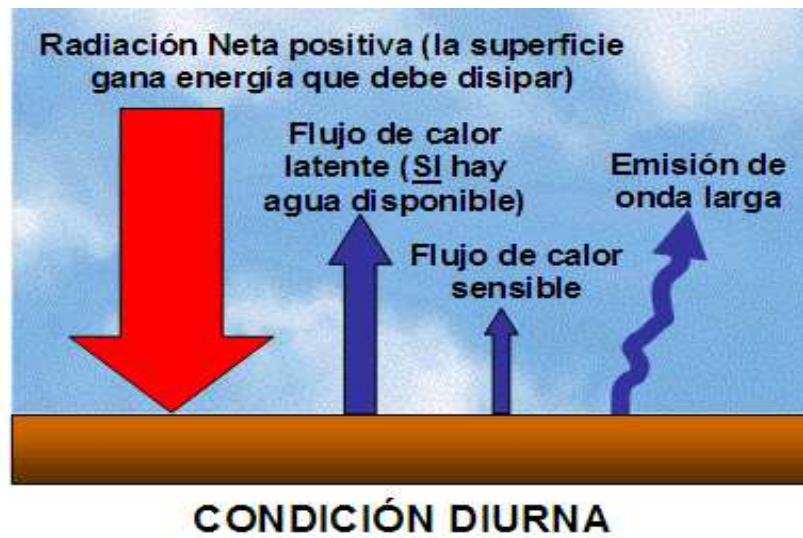 Radiación Neta positiva (la superficie
gana energía que debe disipar)
Flujo de calor
latente (SI hay
agua disponible)
Emisión de
onda larga
Flujo de calor
sensible
CONDICIÓN DIURNA